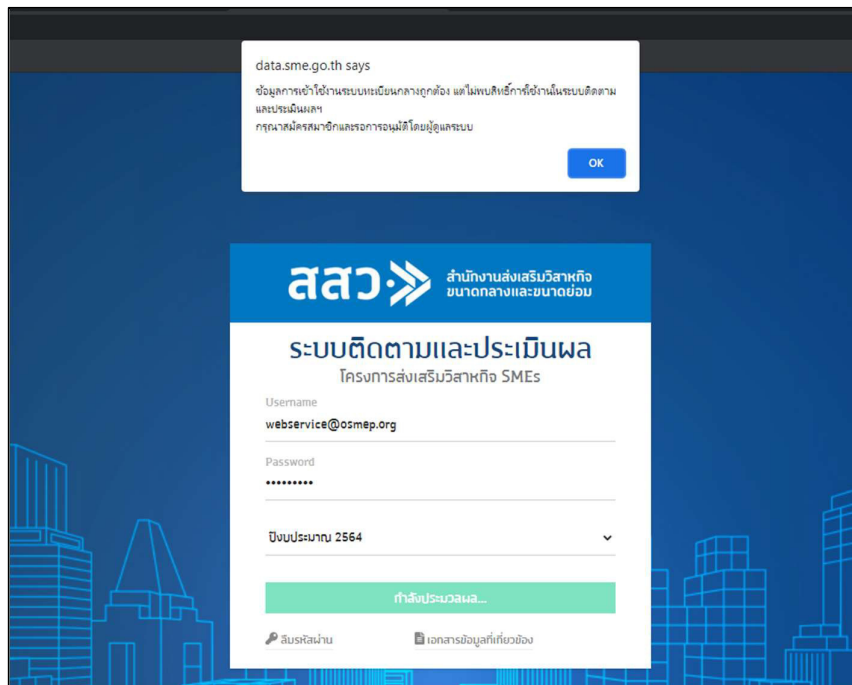 data.sme.go.th says
ข้อมูลการเข้าใช้งานระบบทะเบียนกลางถูกต้อง แต่ไม่พบสิทธิ์การใช้งานในระบบติดตาม
และประเมินผลฯ
กรุณาสมัครสมาชิกและรอการอนุมัติโดยผู้ดูแลระบบ
OK
สสว.
สำนักงานส่งเสริมวิสาหกิจ
ขนาดกลางและขนาดย่อม
ระบบติดตามและประเมินผล
โครงการส่งเสริมวิสาหกิจ SMEs
Username
webservice@osmep.org
Password
•••••••••
ปีงบประมาณ 2564
กำลังประมวลผล...
ลืมรหัสผ่าน
เอกสารข้อมูลที่เกี่ยวข้อง